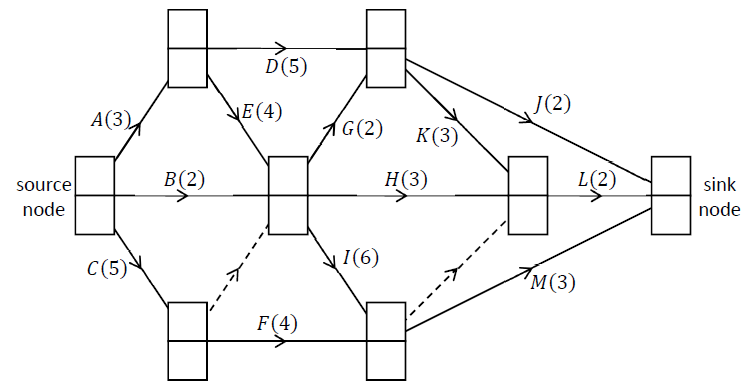 D(5)
A(3)
E(4)
G(2)
J(2)
K(3)
source
node
B(2)
H(3)
L(2)
sink
node
C(5)
I(6)
M(3)
F(4)